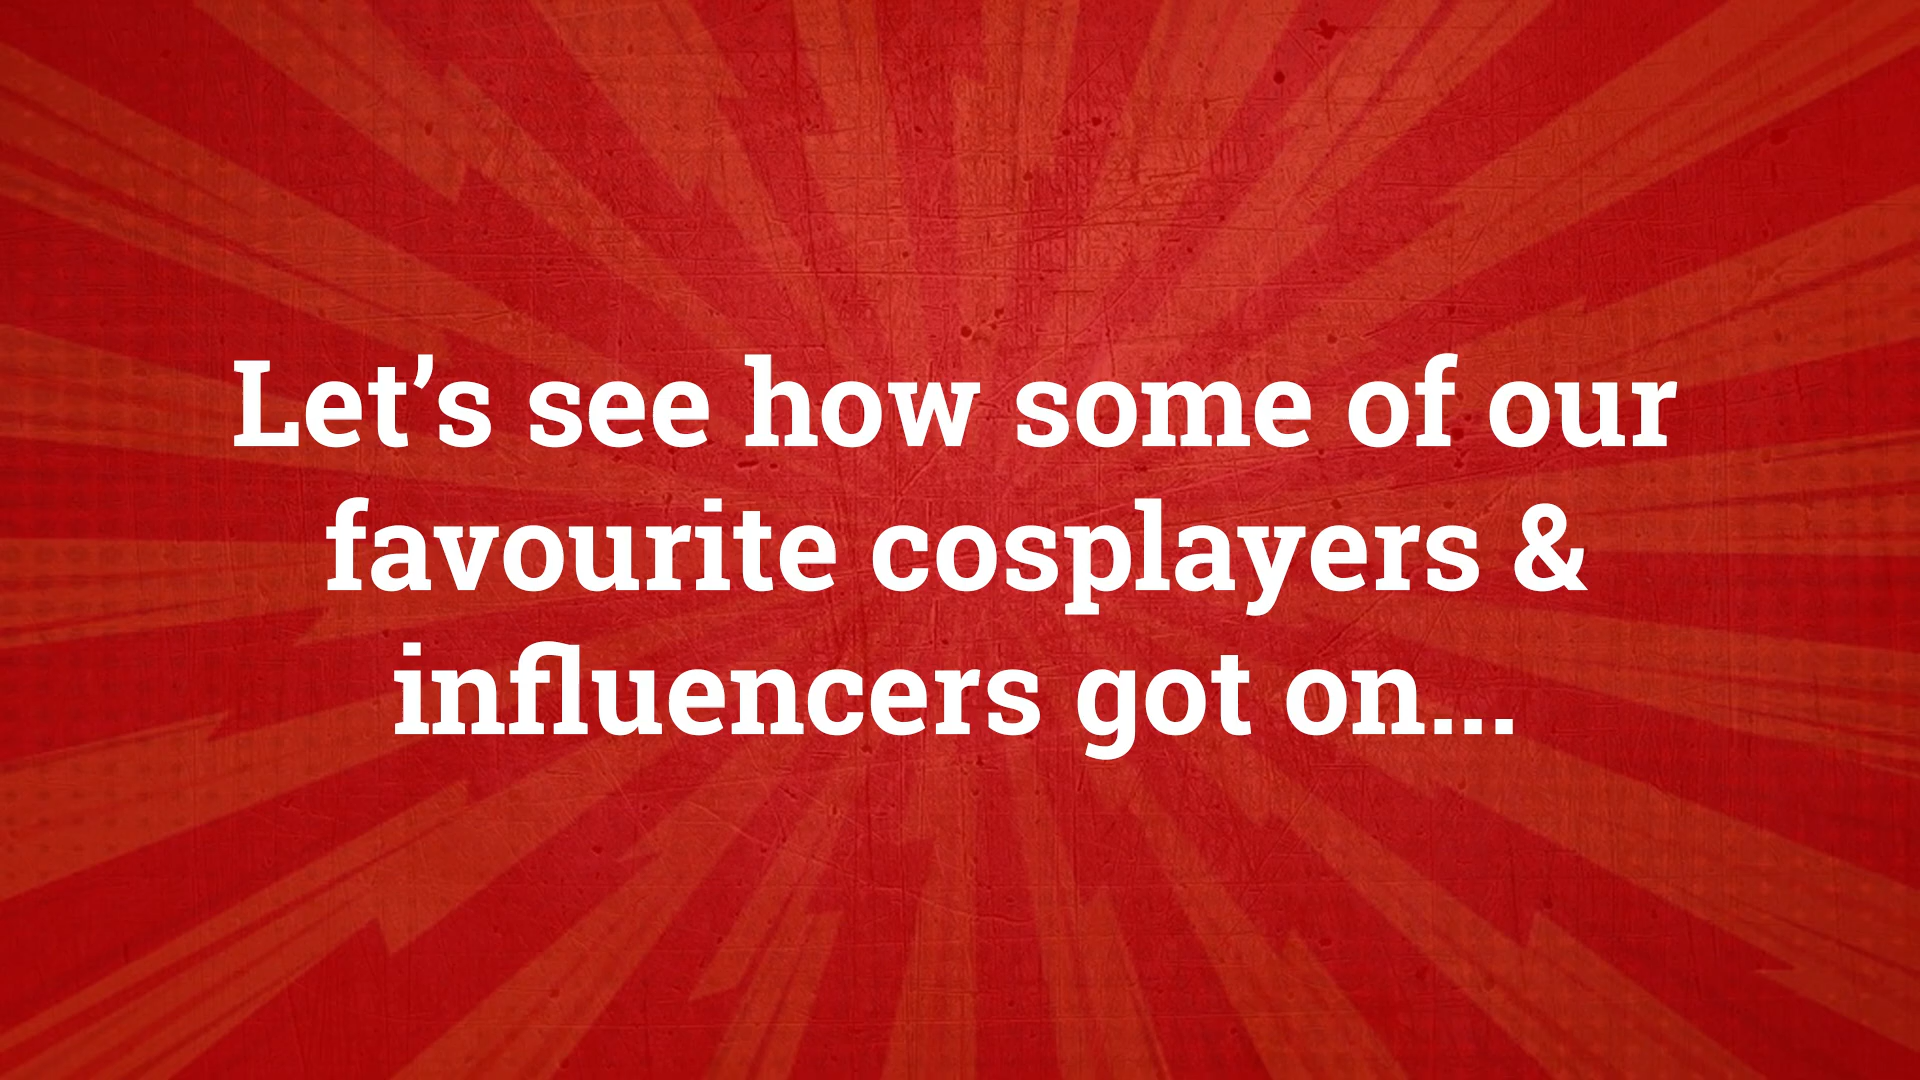 Let’s see how some of our
favourite cosplayers &
influencers got on...